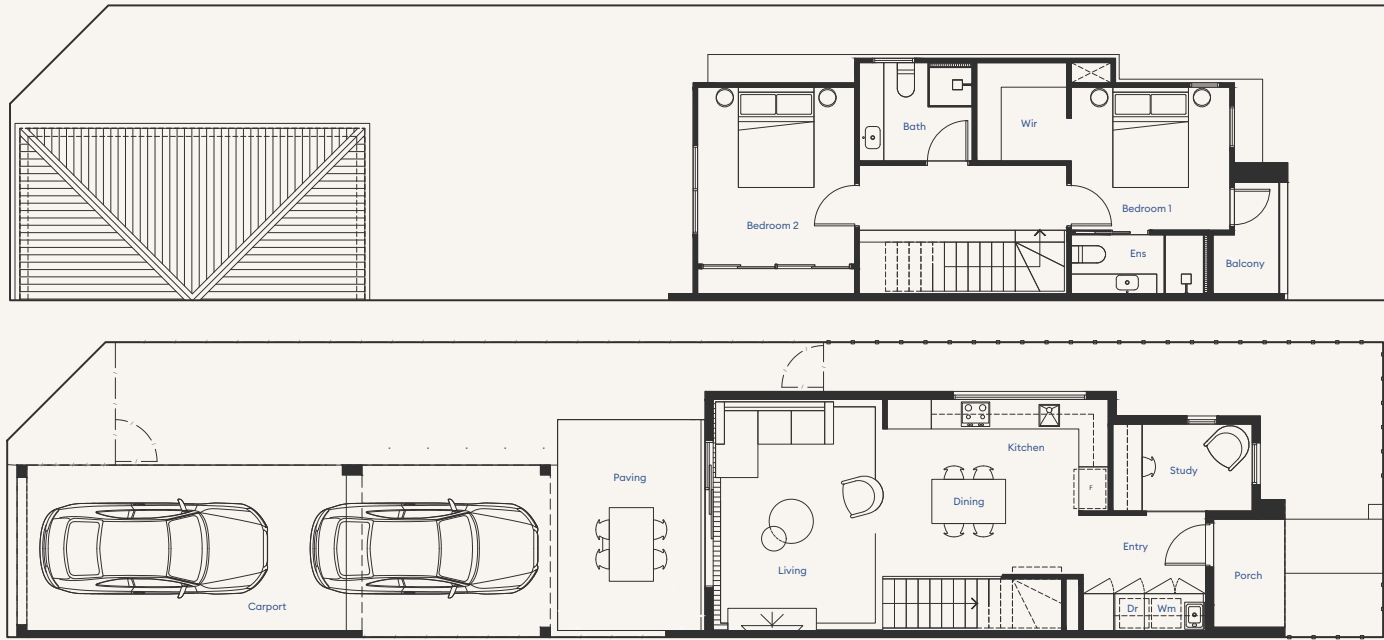 Bath
Wir
Bedroom 1
Bedroom 2
Ens
Balcony
Kitchen
Paving
Study
F
Dining
Entry
Living
Porch
Carport
Dr
Wm